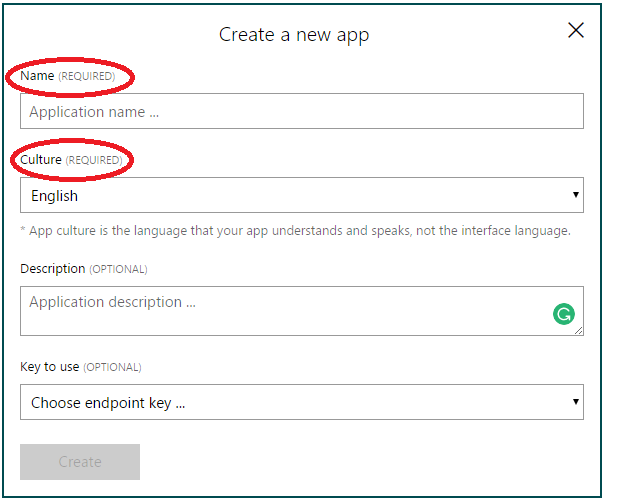 Create a new app
Name (REQUIRED)
Application name ...
Culture (REQUIRED)
English
* App culture is the language that your app understands and speaks, not the interface language.
Description (OPTIONAL)
Application description ...
Key to use (OPTIONAL)
Choose endpoint key ...
Create